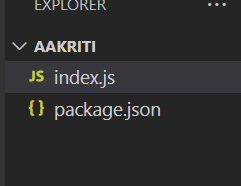 EXPLORER
AAKRITI
JS index.js
{} package.json